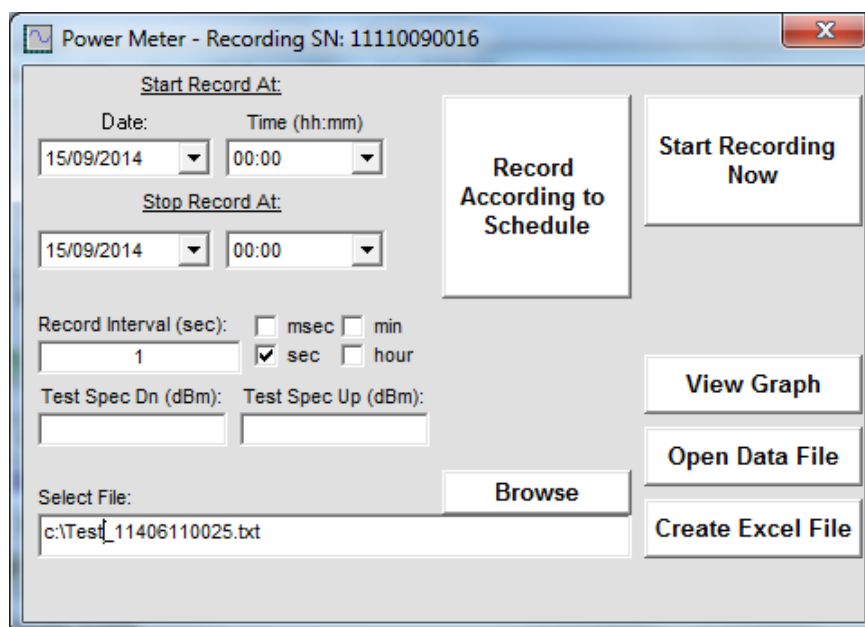 Power Meter - Recording SN: 11110090016
Start Record At:
Date: Time (hh:mm)
15/09/2014 00:00
Stop Record At:
15/09/2014 00:00
Record According to Schedule
Start Recording Now
Record Interval (sec): msec min
1 sec hour
Test Spec Dn (dBm): Test Spec Up (dBm):
View Graph
Open Data File
Select File: Browse
c:\Test_11406110025.txt
Create Excel File